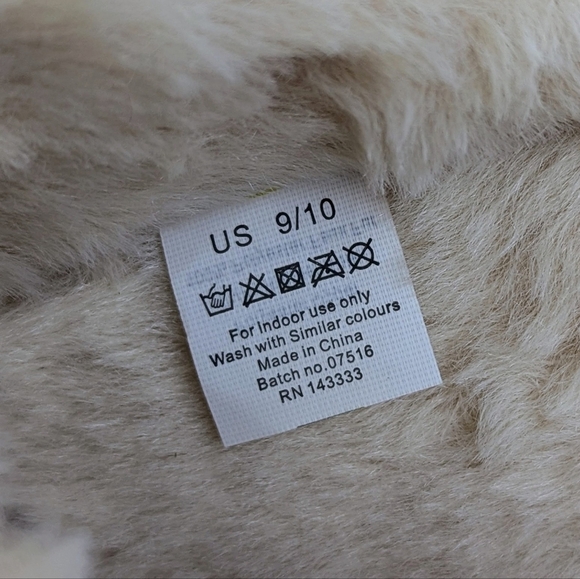 US 9/10
For Indoor use only
Wash with Similar colours
Made in China
Batch no.07516
RN 143333